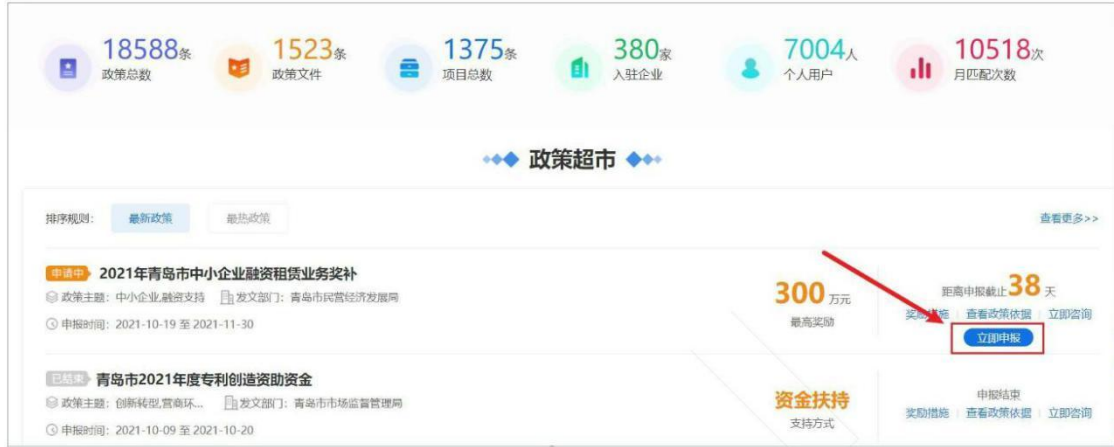 18588条 1523条 1375条 380家 7004人 10518次
政策总数 政策文件 项目总数 入驻企业 个人用户 月匹配次数
政策超市
排序规则： 最新政策 最热政策 查看更多>>
申请中 2021年青岛市中小企业融资租赁业务奖补
政策主题：中小企业,融资支持 发文部门：青岛市民营经济发展局
申报时间：2021-10-19 至 2021-11-30
300 万元
最高奖励
距离申报截止 38 天
奖励措施 查看政策依据 立即咨询
立即申报
已结束 青岛市2021年度专利创造资助资金
政策主题：创新转型,营商环... 发文部门：青岛市市场监督管理局
申报时间：2021-10-09 至 2021-10-20
资金扶持
支持方式
申报结束
奖励措施 查看政策依据 立即咨询